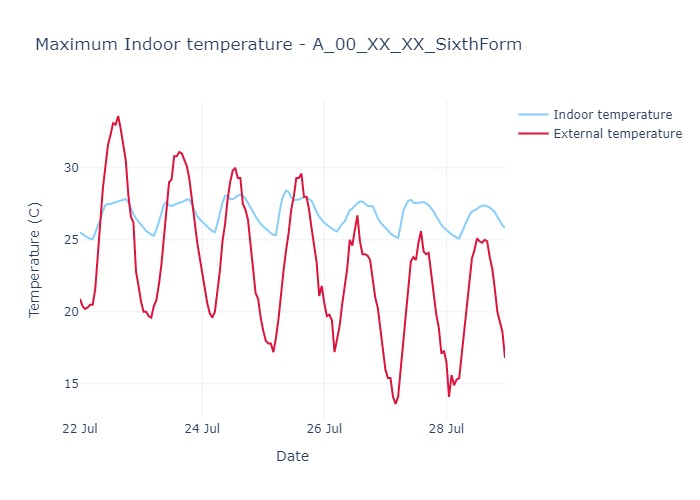 Maximum Indoor temperature - A_00_XX_XX_SixthForm
Indoor temperature
External temperature
Temperature (C)
30
25
20
15
22 Jul
24 Jul
26 Jul
28 Jul
Date